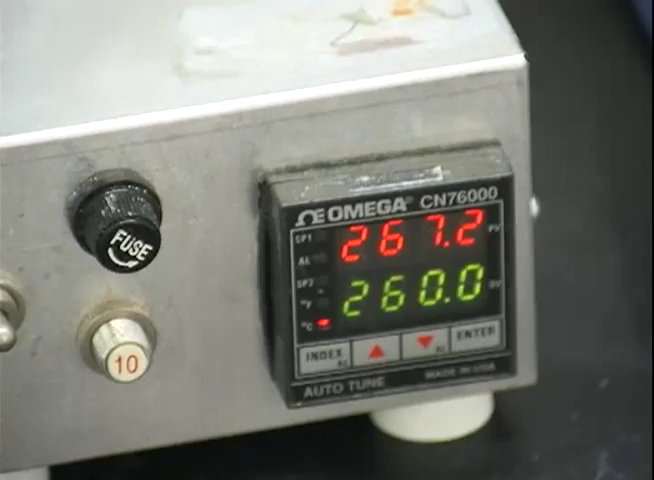 ΩE OMEGA® CN76000
SP1
267.2 PV
AL
SP2
260.0 SV
°F
°C
INDEX ENTER
AUTO TUNE MADE IN USA
FUSE
10